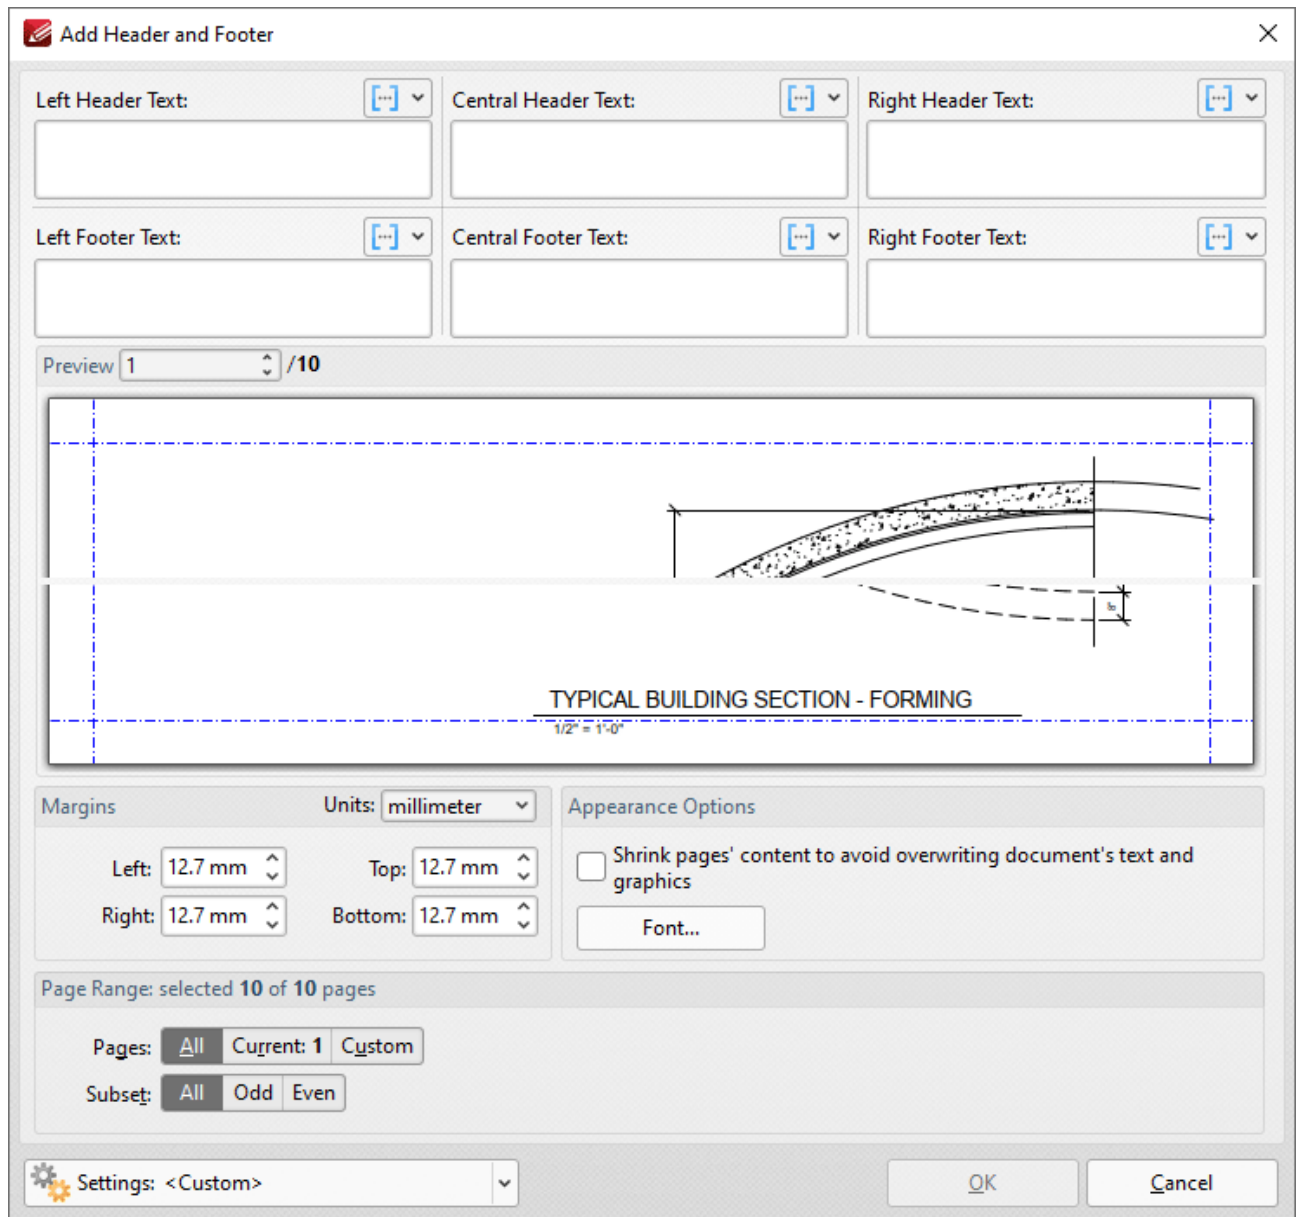 Add Header and Footer
Left Header Text:
Central Header Text:
Right Header Text:
Left Footer Text:
Central Footer Text:
Right Footer Text:
Preview 1 /10
8"
TYPICAL BUILDING SECTION - FORMING
1/2" = 1'-0"
Margins
Units: millimeter
Left: 12.7 mm
Top: 12.7 mm
Right: 12.7 mm
Bottom: 12.7 mm
Appearance Options
Shrink pages' content to avoid overwriting document's text and
graphics
Font...
Page Range: selected 10 of 10 pages
Pages: All Current: 1 Custom
Subset: All Odd Even
Settings: <Custom>
OK
Cancel